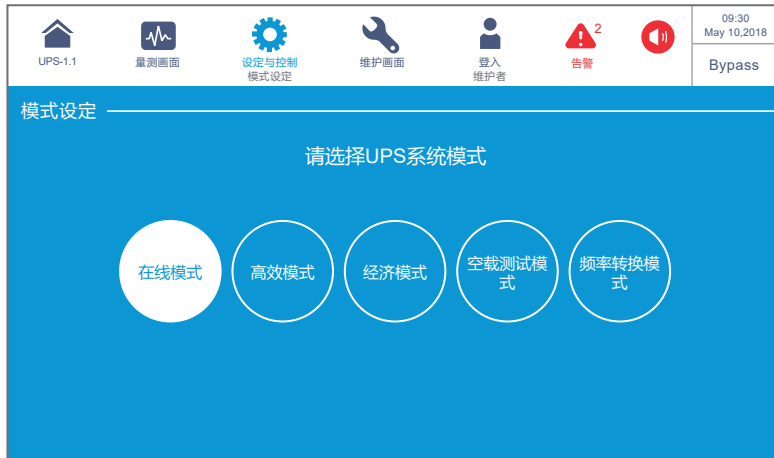 UPS-1.1
量测画面
设定与控制
模式设定
维护画面
登入
维护者
2
告警
09:30
May 10,2018
Bypass
模式设定
请选择UPS系统模式
在线模式
高效模式
经济模式
空载测试模
式
频率转换模
式